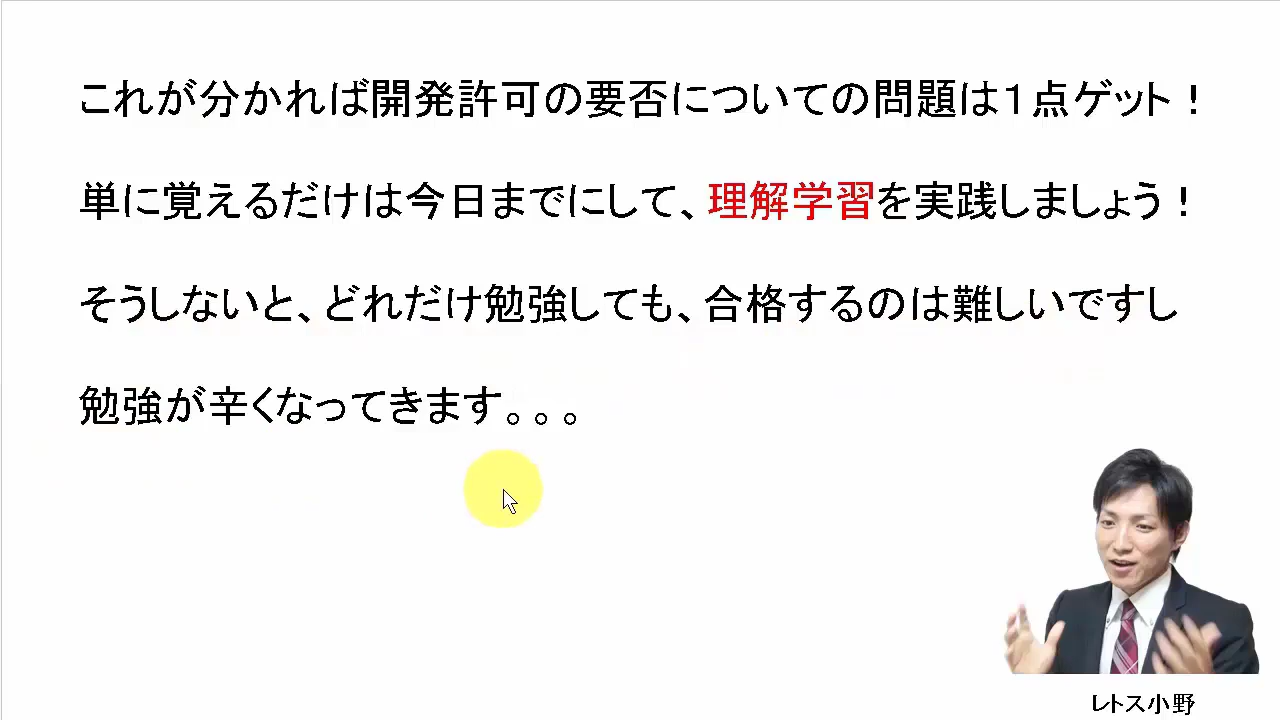 これが分かれば開発許可の要否についての問題は１点ゲット！
単に覚えるだけは今日までにして、理解学習を実践しましょう！
そうしないと、どれだけ勉強しても、合格するのは難しいですし
勉強が辛くなってきます。。。
レトス小野